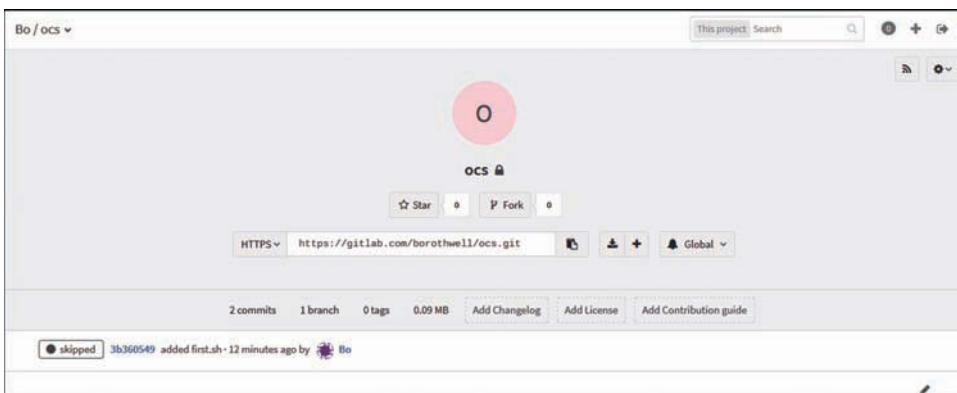 Bo / ocs
This project Search
0
O
ocs
Star 0 Fork 0
HTTPS https://gitlab.com/borothwell/ocs.git Global
2 commits 1 branch 0 tags 0.09 MB Add Changelog Add License Add Contribution guide
skipped 3b360549 added first.sh · 12 minutes ago by Bo